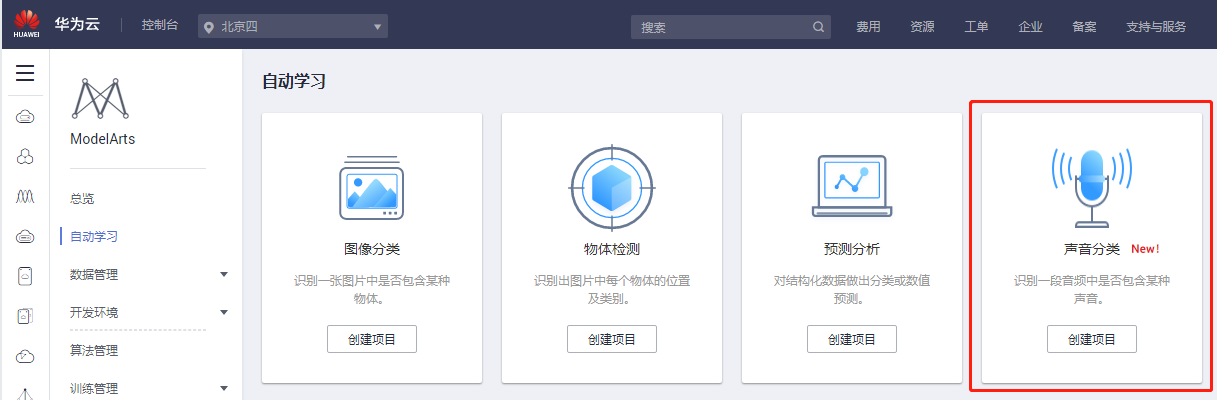 HUAWEI
华为云
控制台
北京四
搜索
费用
资源
工单
企业
备案
支持与服务
ModelArts
总览
自动学习
数据管理
开发环境
算法管理
训练管理
自动学习
图像分类
识别一张图片中是否包含某种
物体。
创建项目
物体检测
识别出图片中每个物体的位置
及类别。
创建项目
预测分析
对结构化数据做出分类或数值
预测。
创建项目
声音分类 New!
识别一段音频中是否包含某种
声音。
创建项目